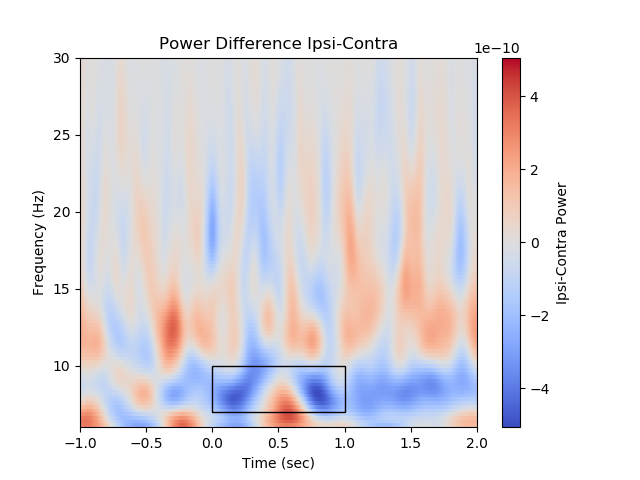 Power Difference Ipsi-Contra
1e−10
30
25
20
15
10
Frequency (Hz)
−1.0 −0.5 0.0 0.5 1.0 1.5 2.0
Time (sec)
4
2
0
−2
−4
Ipsi-Contra Power